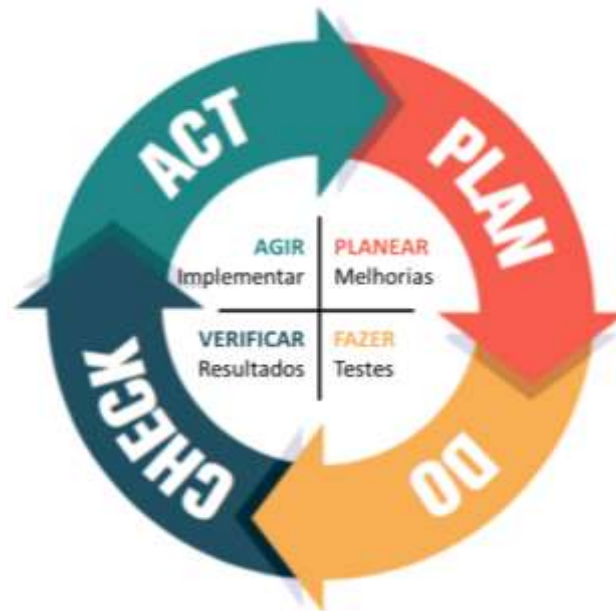 ACT
PLAN
AGIR
Implementar
PLANEAR
Melhorias
VERIFICAR
Resultados
FAZER
Testes
CHECK
DO